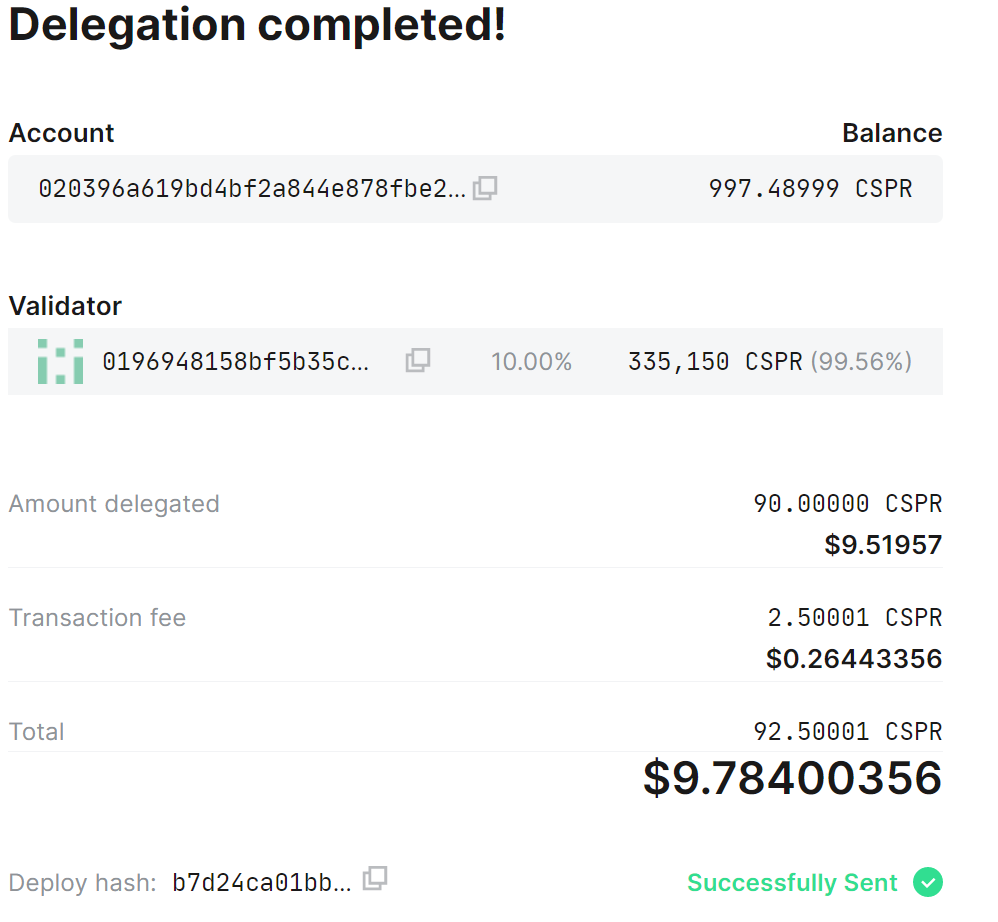 Delegation completed!
Account Balance
020396a619bd4bf2a844e878fbe2... 997.48999 CSPR
Validator
0196948158bf5b35c... 10.00% 335,150 CSPR (99.56%)
Amount delegated 90.00000 CSPR
$9.51957
Transaction fee 2.50001 CSPR
$0.26443356
Total 92.50001 CSPR
$9.78400356
Deploy hash: b7d24ca01bb... Successfully Sent